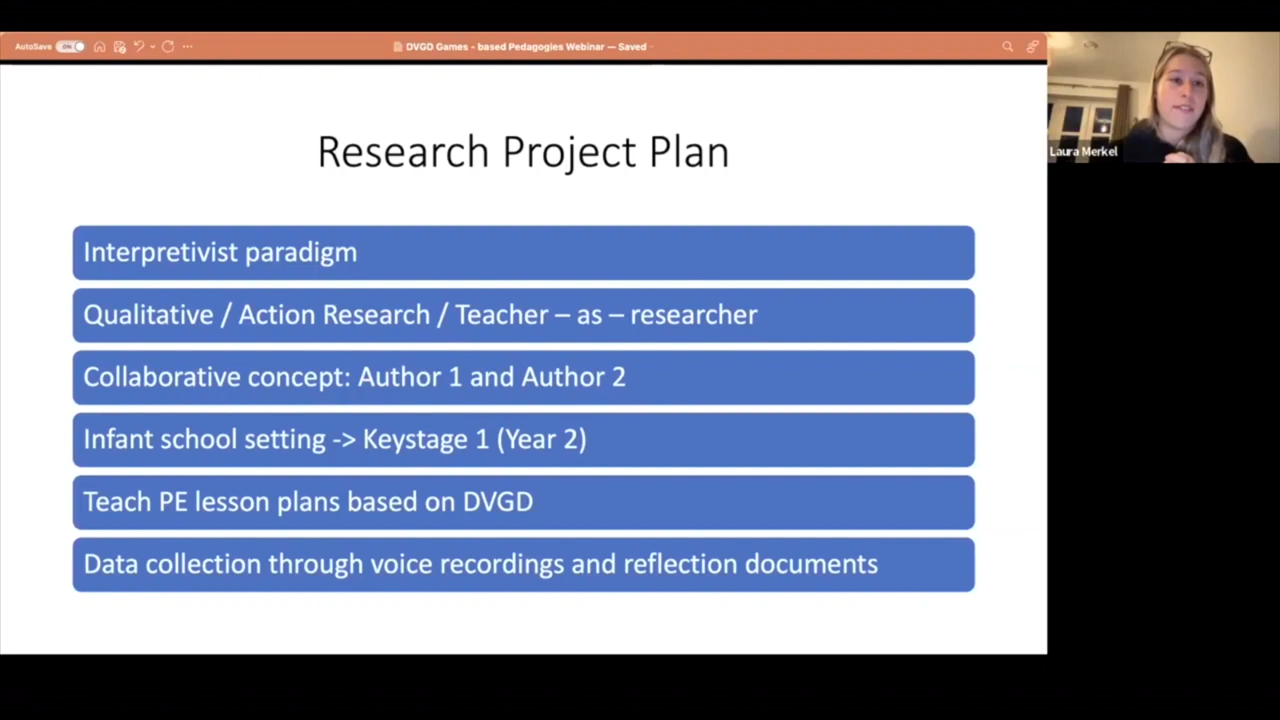 AutoSave ON
DVGD Games - based Pedagogies Webinar — Saved
Laura Merkel
Research Project Plan
Interpretivist paradigm
Qualitative / Action Research / Teacher – as – researcher
Collaborative concept: Author 1 and Author 2
Infant school setting -> Keystage 1 (Year 2)
Teach PE lesson plans based on DVGD
Data collection through voice recordings and reflection documents